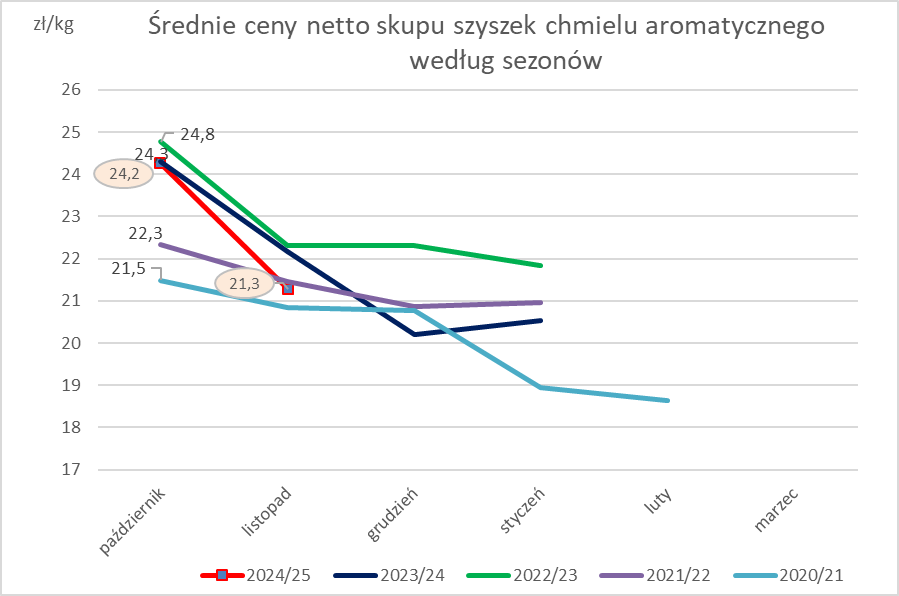 zł/kg
Średnie ceny netto skupu szyszek chmielu aromatycznego
według sezonów
26
25
24
23
22
21
20
19
18
17
24,8
24,3
24,2
22,3
21,5
21,3
październik
listopad
grudzień
styczeń
luty
marzec
2024/25
2023/24
2022/23
2021/22
2020/21